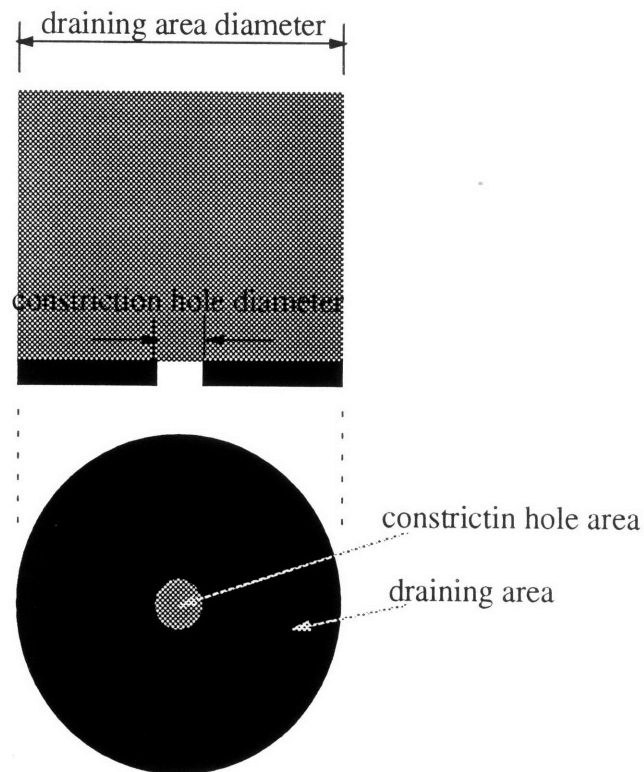 draining area diameter
constriction hole diameter
constrictin hole area
draining area